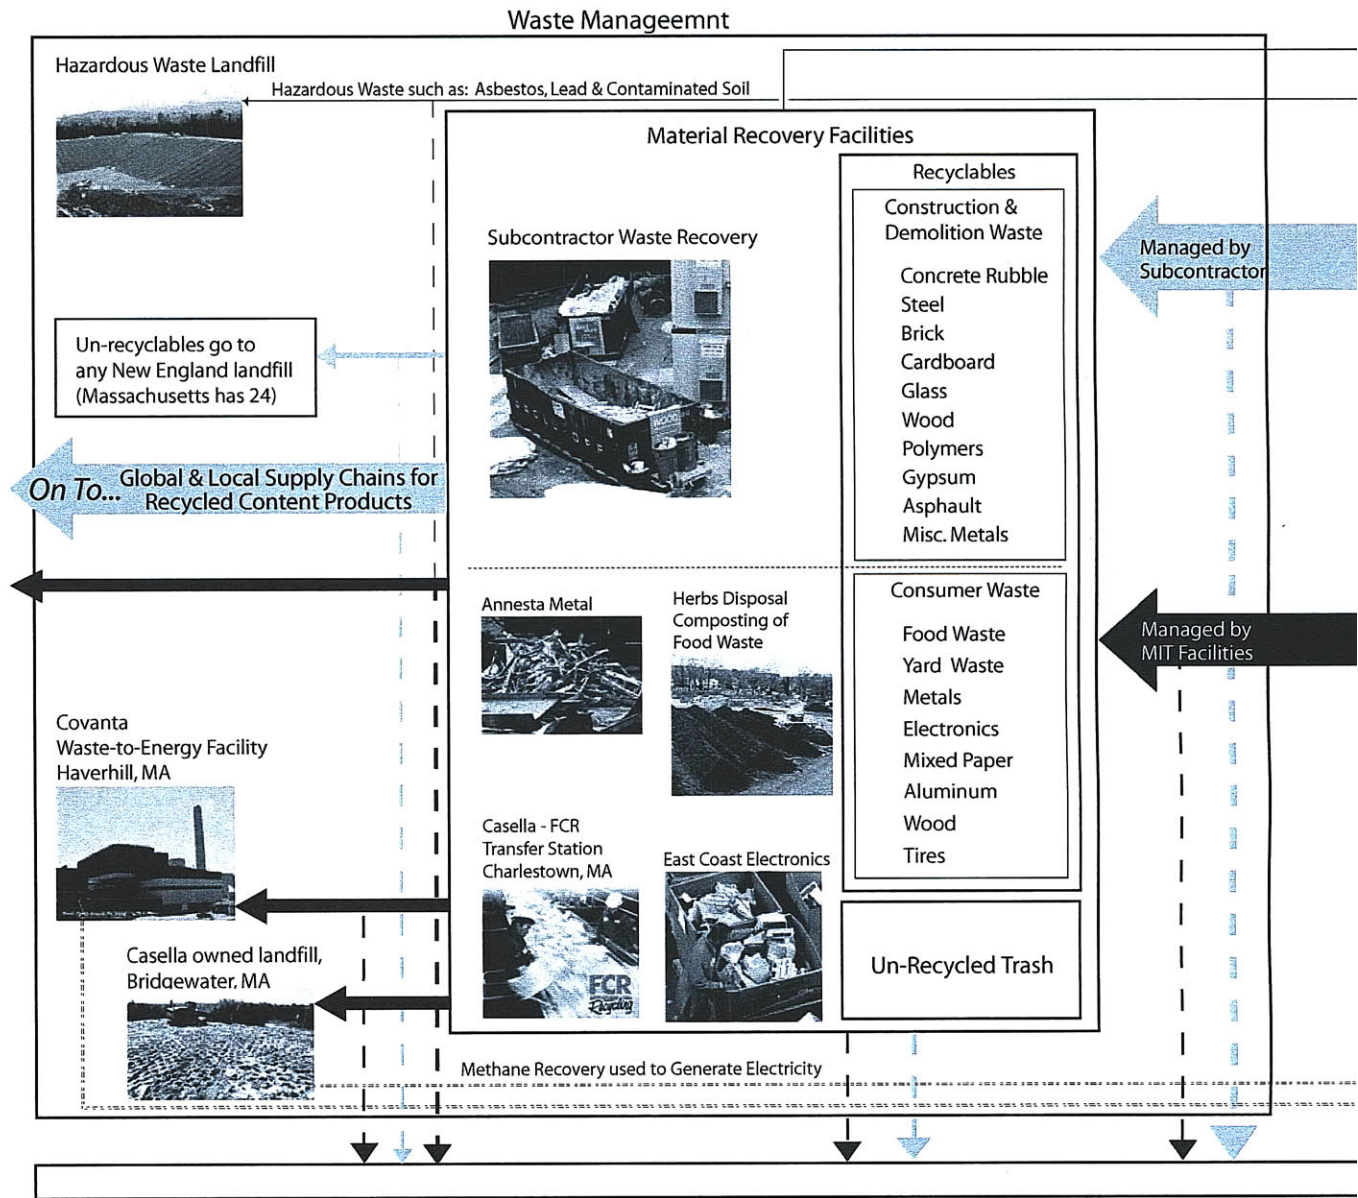 Waste Manageemnt
Hazardous Waste Landfill
Hazardous Waste such as: Asbestos, Lead & Contaminated Soil
Material Recovery Facilities
Recyclables
Construction &
Demolition Waste
Concrete Rubble
Steel
Brick
Cardboard
Glass
Wood
Polymers
Gypsum
Asphalt
Misc. Metals
Subcontractor Waste Recovery
WOOD
Managed by
Subcontractor
Un-recyclables go to
any New England landfill
(Massachusetts has 24)
On To...
Global & Local Supply Chains for
Recycled Content Products
Consumer Waste
Food Waste
Yard Waste
Metals
Electronics
Mixed Paper
Aluminum
Wood
Tires
Managed by
MIT Facilities
Annesta Metal
Herbs Disposal
Composting of
Food Waste
Covanta
Waste-to-Energy Facility
Haverhill, MA
Casella - FCR
Transfer Station
Charlestown, MA
FCR
Recycling
East Coast Electronics
Un-Recycled Trash
Casella owned landfill,
Bridgewater, MA
Methane Recovery used to Generate Electricity